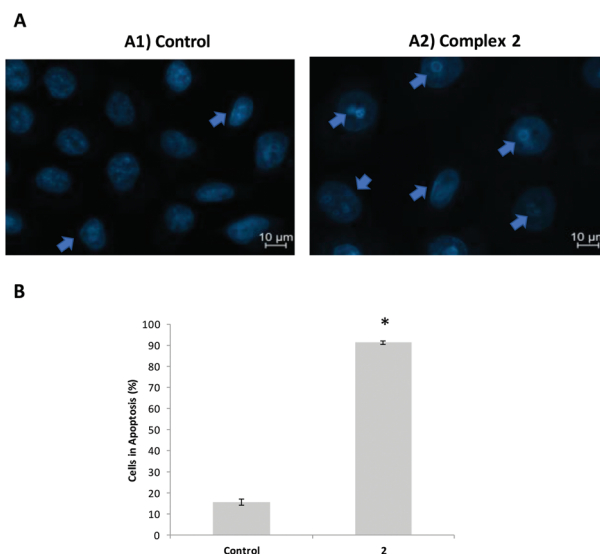 A
A1) Control
A2) Complex 2
10 µm
10 µm
B
*
100
90
80
70
60
50
40
30
20
10
0
Cells in Apoptosis (%)
Control
2